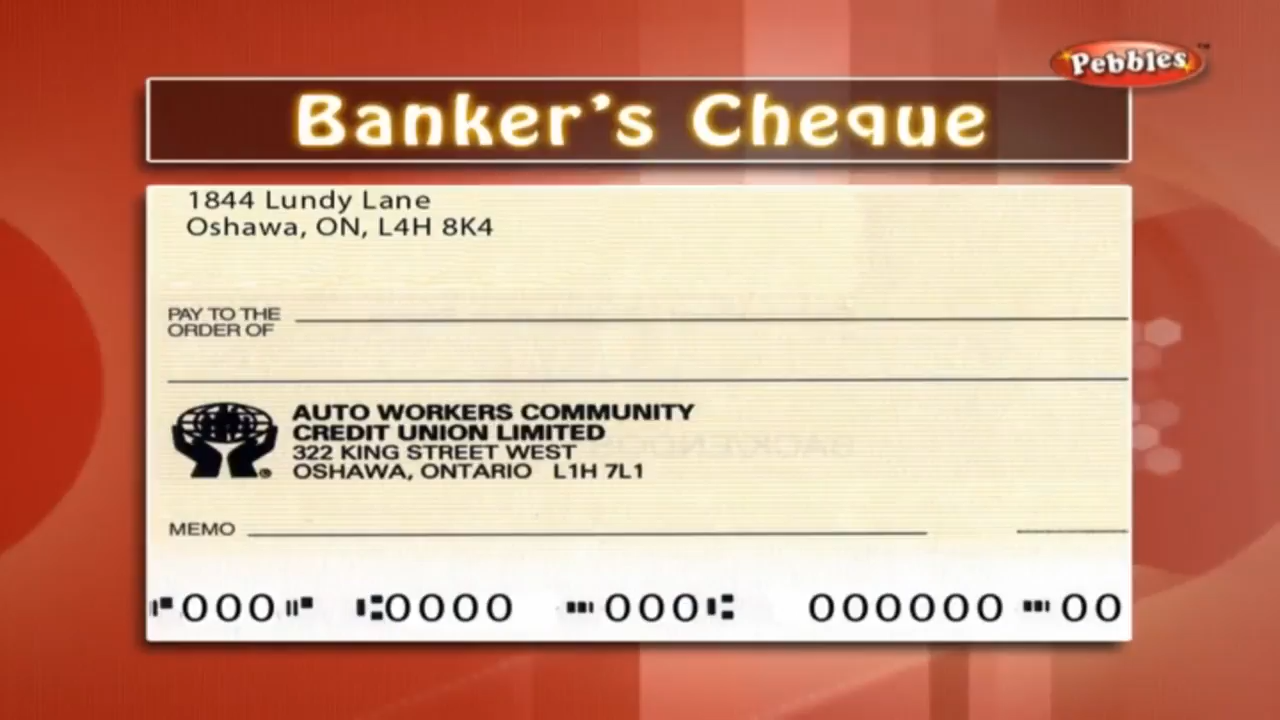 Pebbles™
Banker's Cheque
1844 Lundy Lane
Oshawa, ON, L4H 8K4
PAY TO THE
ORDER OF
AUTO WORKERS COMMUNITY
CREDIT UNION LIMITED
322 KING STREET WEST
OSHAWA, ONTARIO L1H 7L1
MEMO
⑈000⑈ ⑆0000⑉000⑆ 000000⑉00